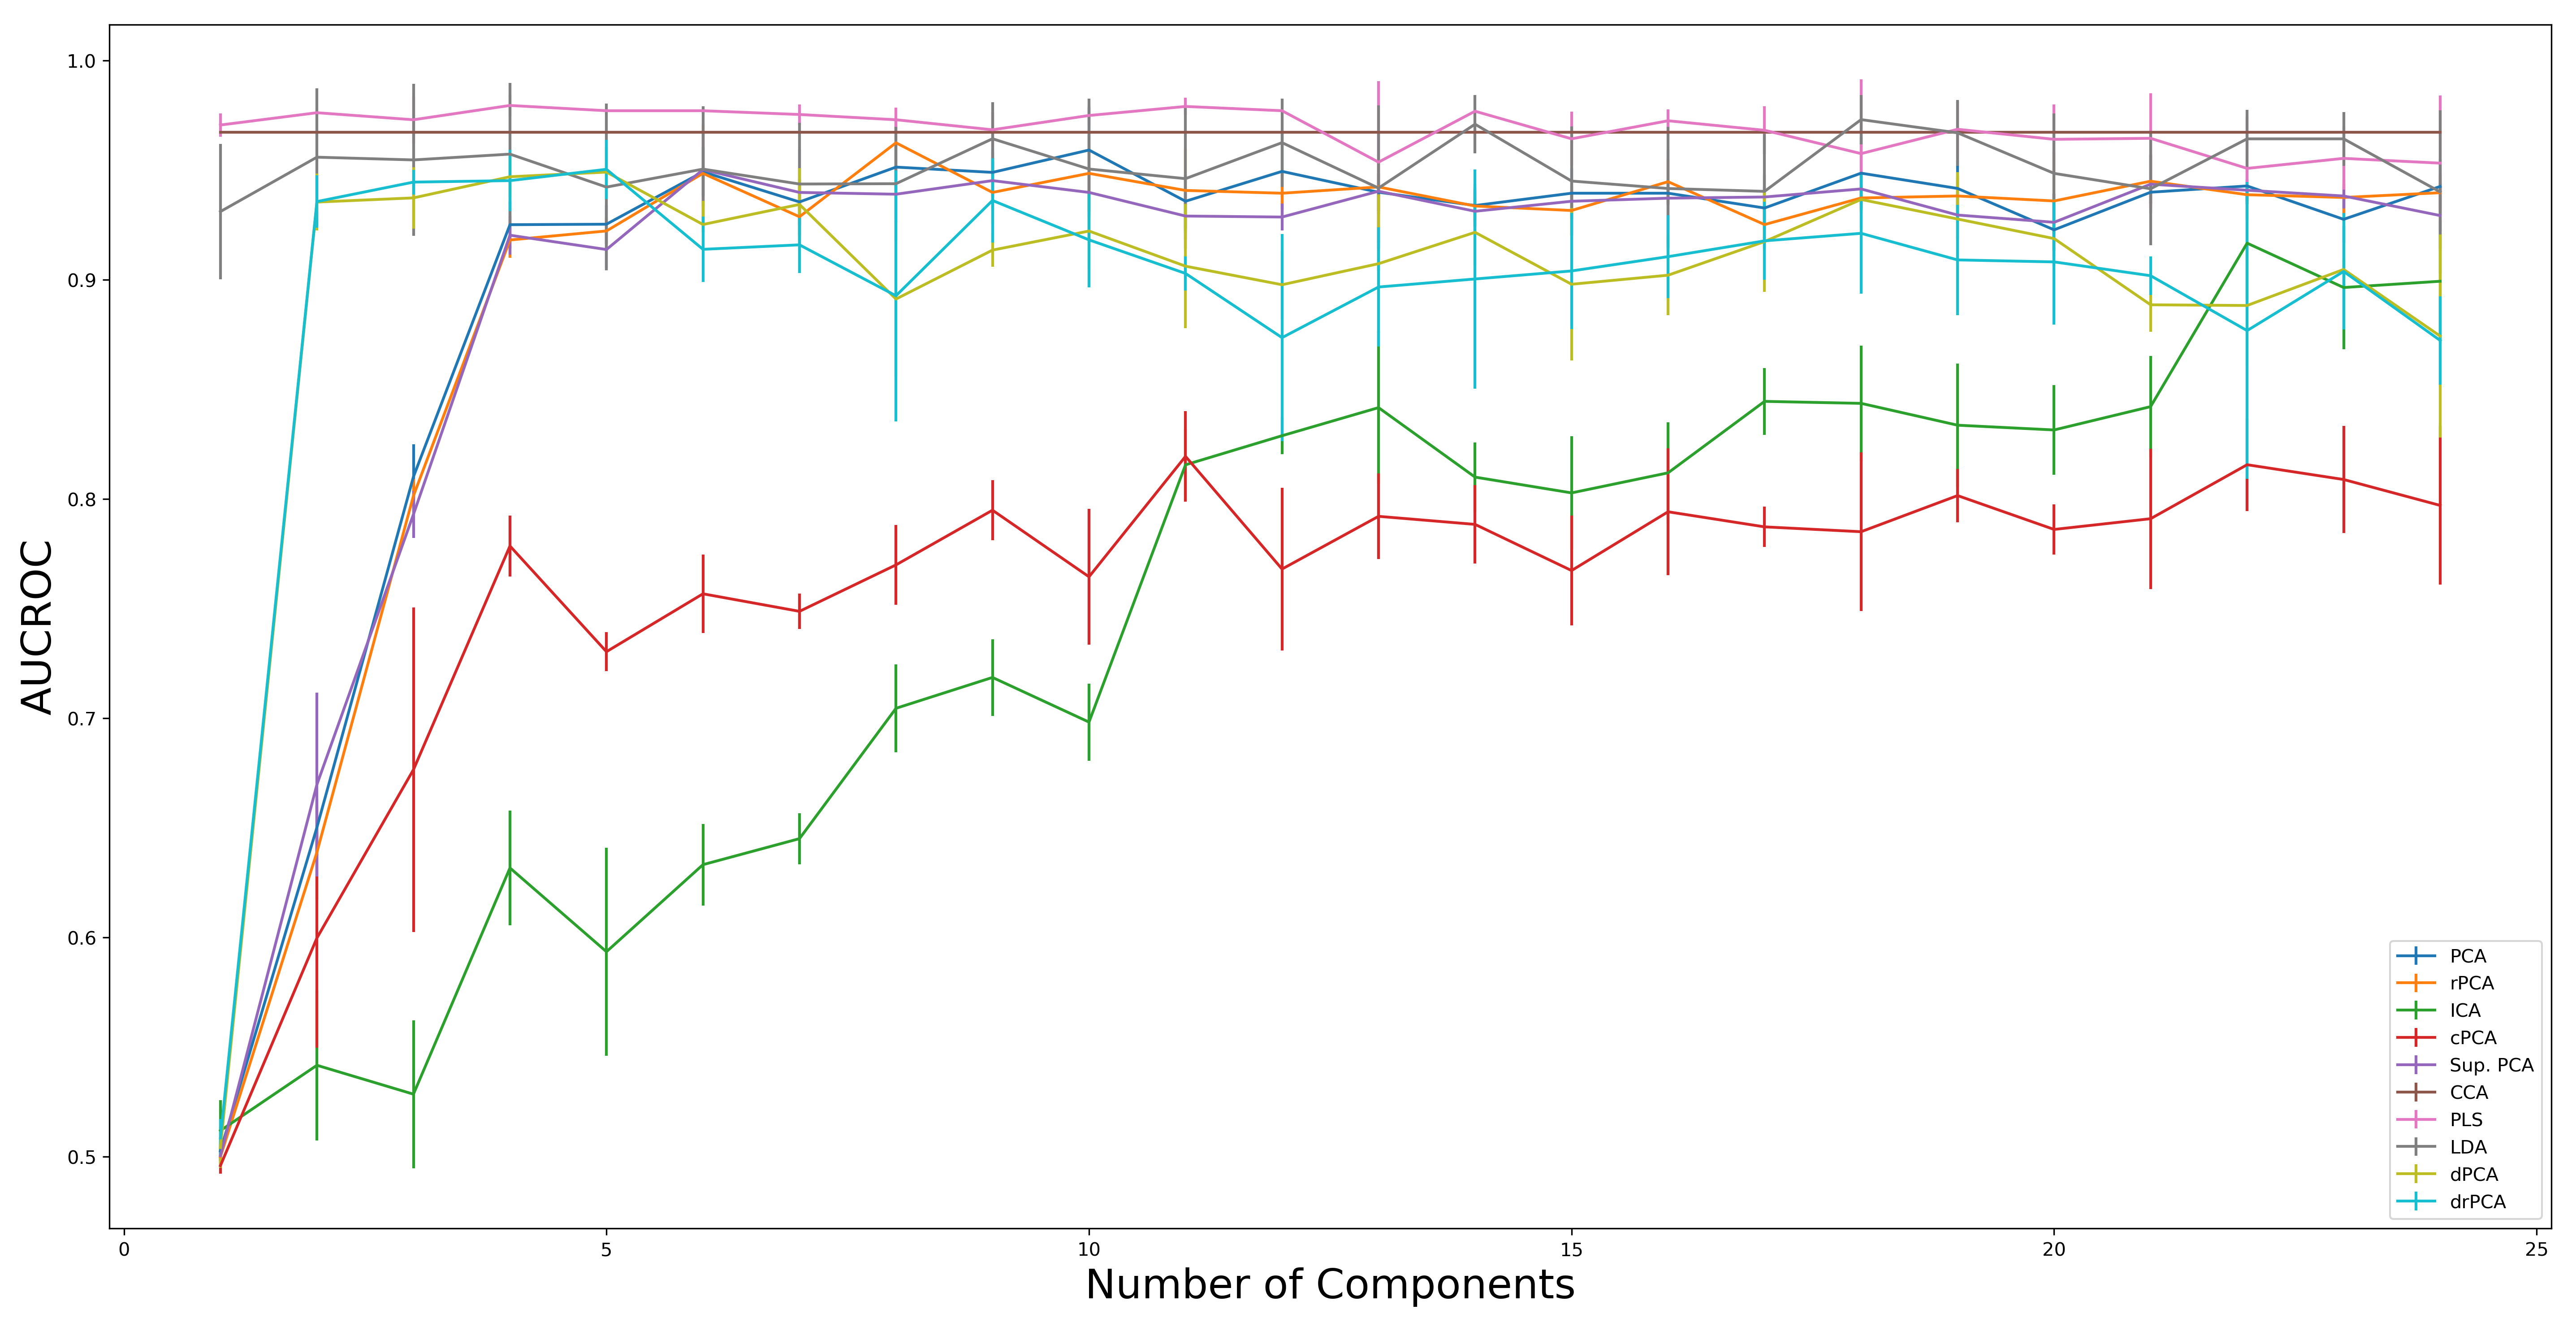 1.0
0.9
0.8
0.7
0.6
0.5
AUCROC
0
5
10
15
20
25
Number of Components
PCA
rPCA
ICA
cPCA
Sup. PCA
CCA
PLS
LDA
dPCA
drPCA